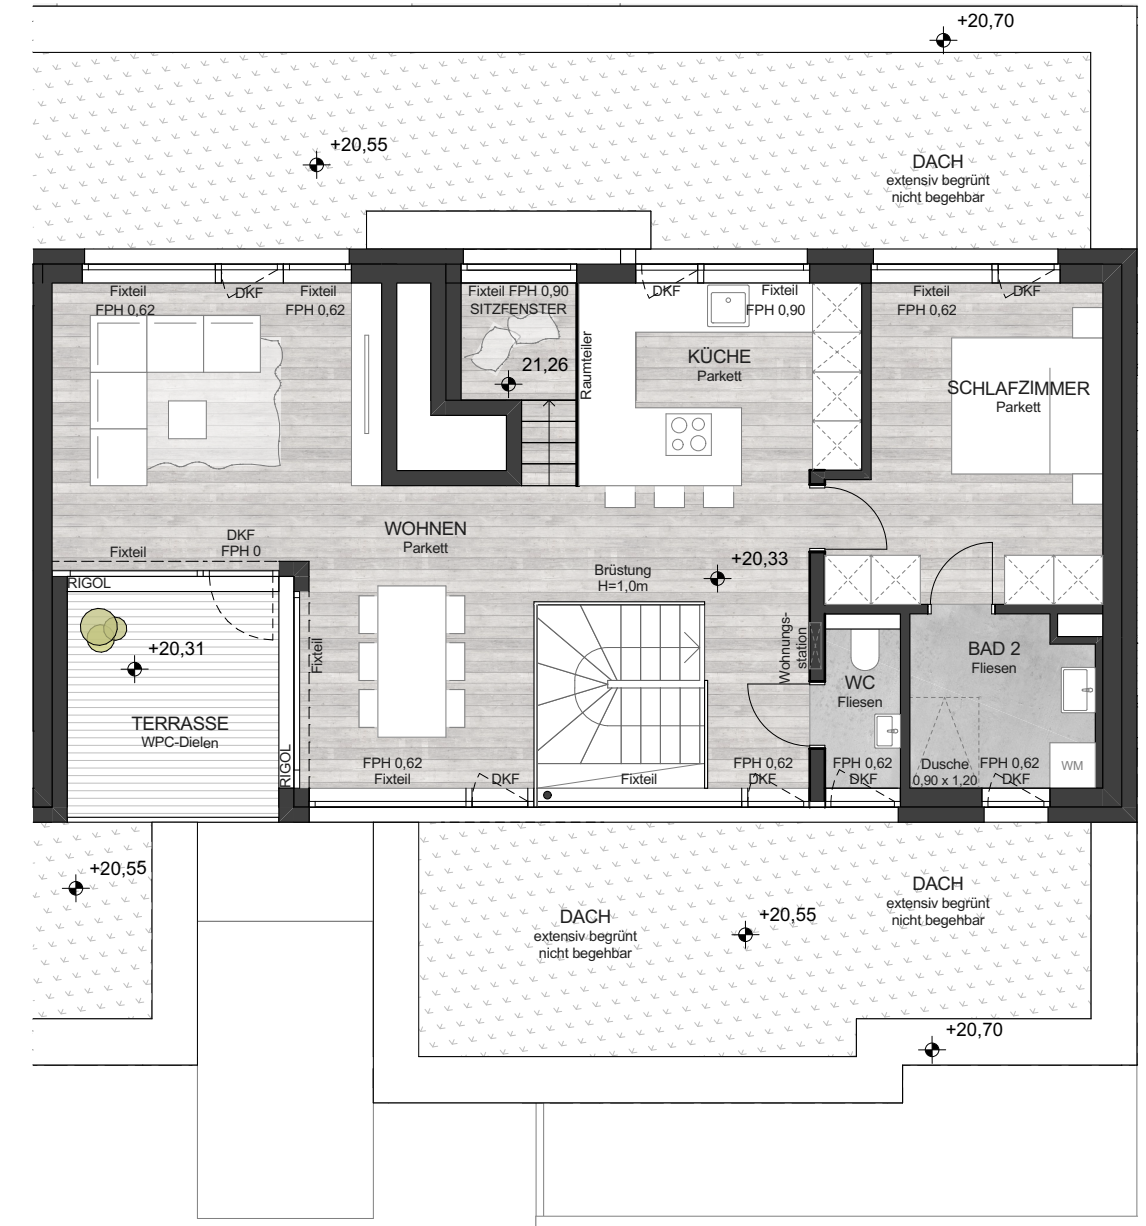 +20,70
+20,55
DACH
extensiv begrünt
nicht begehbar
Fixteil
FPH 0,62
DKF
Fixteil
FPH 0,62
Fixteil FPH 0,90
SITZFENSTER
21,26
Raumteiler
DKF
Fixteil
FPH 0,90
KÜCHE
Parkett
Fixteil
FPH 0,62
DKF
SCHLAFZIMMER
Parkett
WOHNEN
Parkett
Fixteil
DKF
FPH 0
RIGOL
+20,31
TERRASSE
WPC-Dielen
RIGOL
Fixteil
Brüstung
H=1,0m
+20,33
Wohnungs-
station
WC
Fliesen
BAD 2
Fliesen
FPH 0,62
Fixteil
DKF
Fixteil
FPH 0,62
DKF
FPH 0,62
DKF
Dusche
0,90 x 1,20
FPH 0,62
DKF
WM
+20,55
DACH
extensiv begrünt
nicht begehbar
+20,55
DACH
extensiv begrünt
nicht begehbar
+20,70